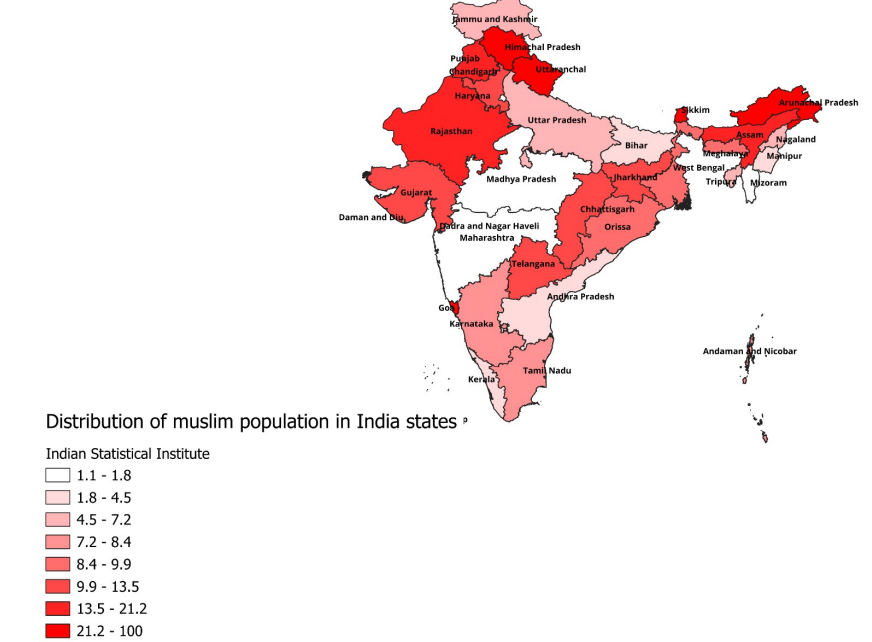 Jammu and Kashmir
Himachal Pradesh
Punjab
Chandigarh
Uttaranchal
Haryana
Sikkim
Arunachal Pradesh
Uttar Pradesh
Rajasthan
Assam
Nagaland
Bihar
Meghalaya
Manipur
West Bengal
Madhya Pradesh
Jharkhand
Tripura
Mizoram
Gujarat
Chhattisgarh
Daman and Diu
Dadra and Nagar Haveli
Orissa
Maharashtra
Telangana
Andhra Pradesh
Goa
Karnataka
Andaman and Nicobar
Tamil Nadu
Kerala
Distribution of muslim population in India states
Indian Statistical Institute
1.1 - 1.8
1.8 - 4.5
4.5 - 7.2
7.2 - 8.4
8.4 - 9.9
9.9 - 13.5
13.5 - 21.2
21.2 - 100